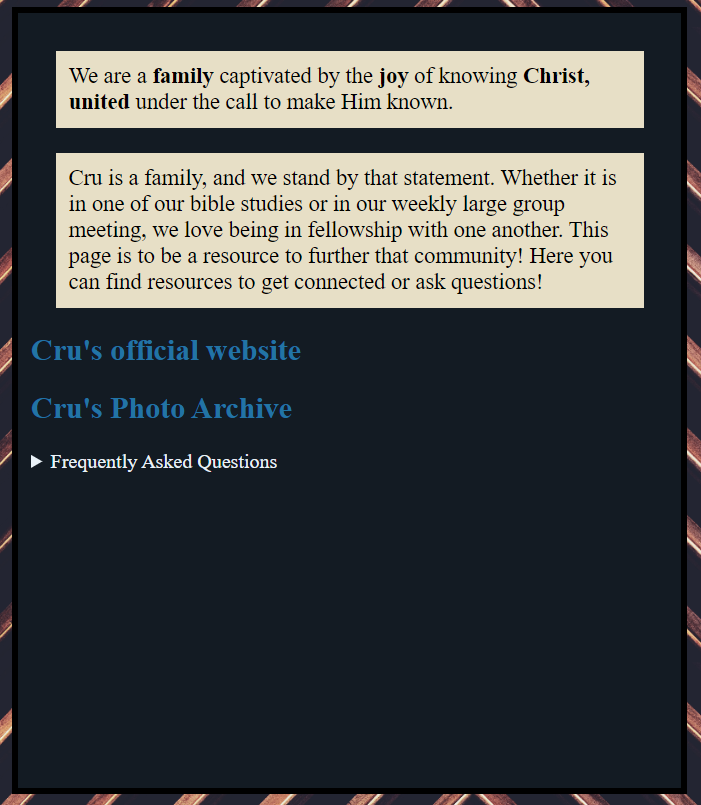 We are a family captivated by the joy of knowing Christ,
united under the call to make Him known.
Cru is a family, and we stand by that statement. Whether it is
in one of our bible studies or in our weekly large group
meeting, we love being in fellowship with one another. This
page is to be a resource to further that community! Here you
can find resources to get connected or ask questions!
Cru's official website
Cru's Photo Archive
Frequently Asked Questions